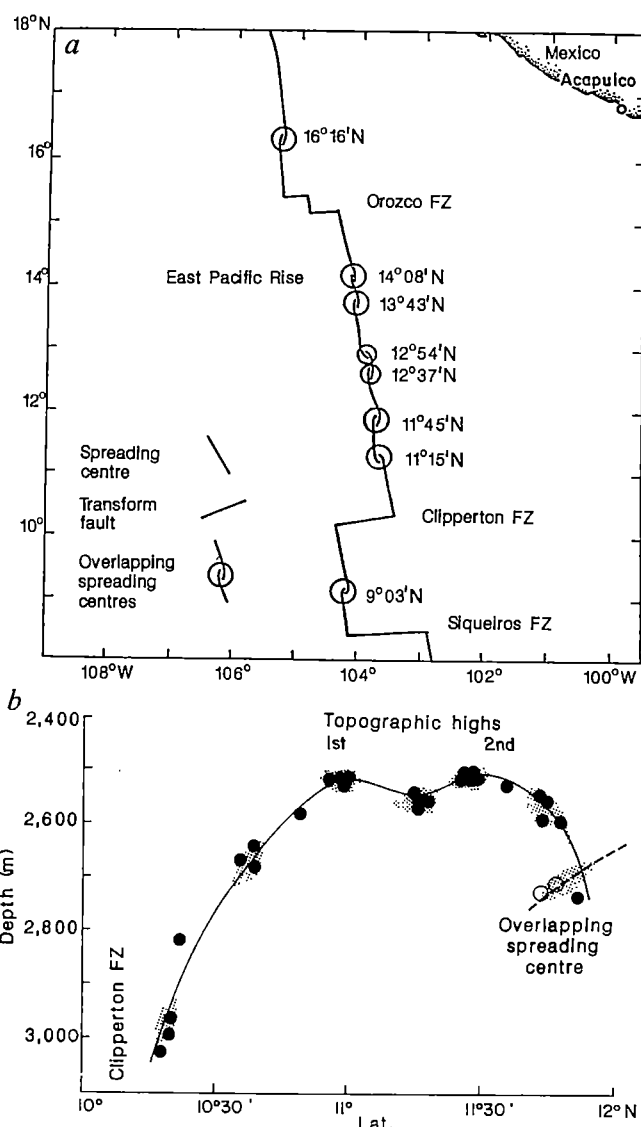 18°N
a
Mexico
Acapulco
16°16'N
16°
Orozco FZ
East Pacific Rise
14°08'N
14°
13°43'N
12°54'N
12°37'N
12°
11°45'N
Spreading
centre
11°15'N
Transform
fault
10°
Clipperton FZ
Overlapping
spreading
centres
9°03'N
Siqueiros FZ
108°W
106°
104°
102°
100°W
b
2,400
Topographic highs
1st
2nd
2,600
Depth (m)
2,800
Overlapping
spreading
centre
Clipperton FZ
3,000
10°
10°30'
11°
11°30'
12°N
Lat.